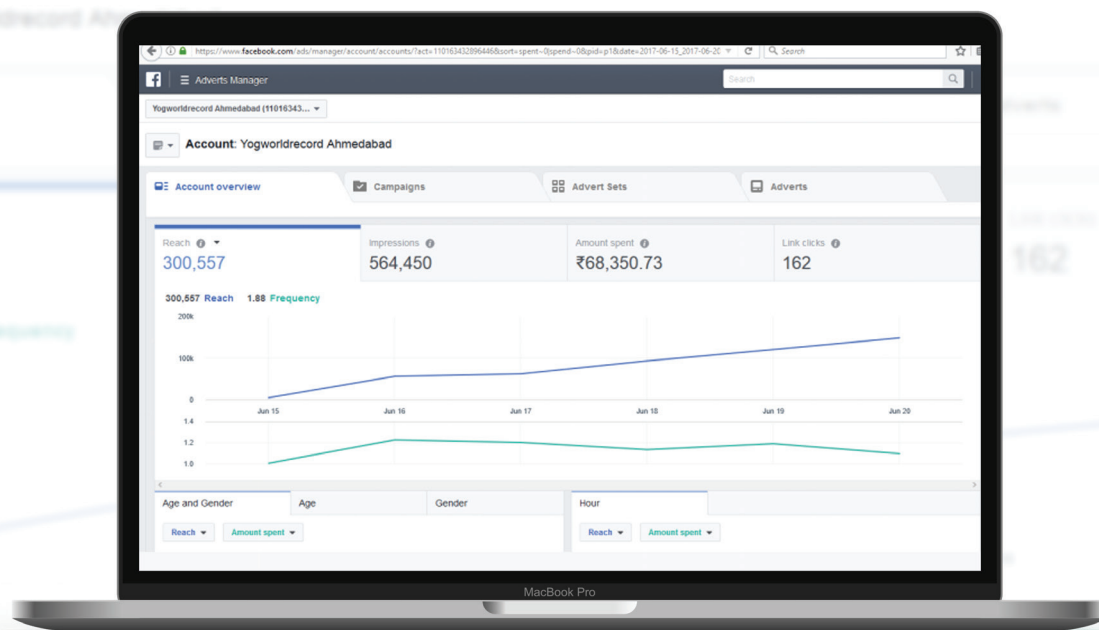 https://www.facebook.com/ads/manager/account/accounts/?act=110163432896446&sort=spent~0|spend~0&pid=p1&date=2017-06-15_2017-06-20 Search
Adverts Manager Search
Yogworldrecord Ahmedabad (11016343...
Account: Yogworldrecord Ahmedabad
Account overview Campaigns Advert Sets Adverts
Reach Impressions Amount spent Link clicks
300,557 564,450 ₹68,350.73 162
300,557 Reach 1.88 Frequency
200k
100k
0
Jun 15 Jun 16 Jun 17 Jun 18 Jun 19 Jun 20
1.4
1.2
1.0
Age and Gender Age Gender Hour
Reach Amount spent Reach Amount spent
MacBook Pro
162